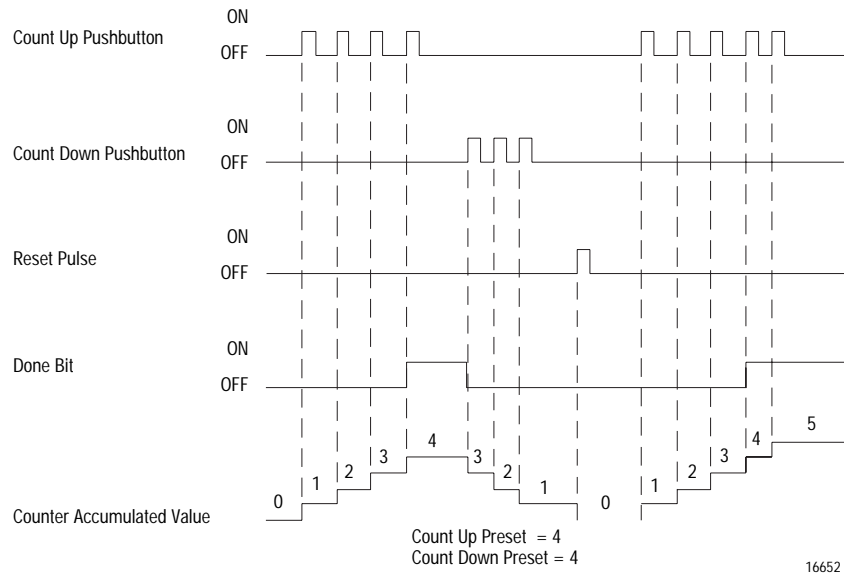 ON
Count Up Pushbutton
OFF
ON
Count Down Pushbutton
OFF
ON
Reset Pulse
OFF
ON
Done Bit
OFF
0 1 2 3 4 3 2 1 0 1 2 3 4 5
Counter Accumulated Value
Count Up Preset = 4
Count Down Preset = 4
16652